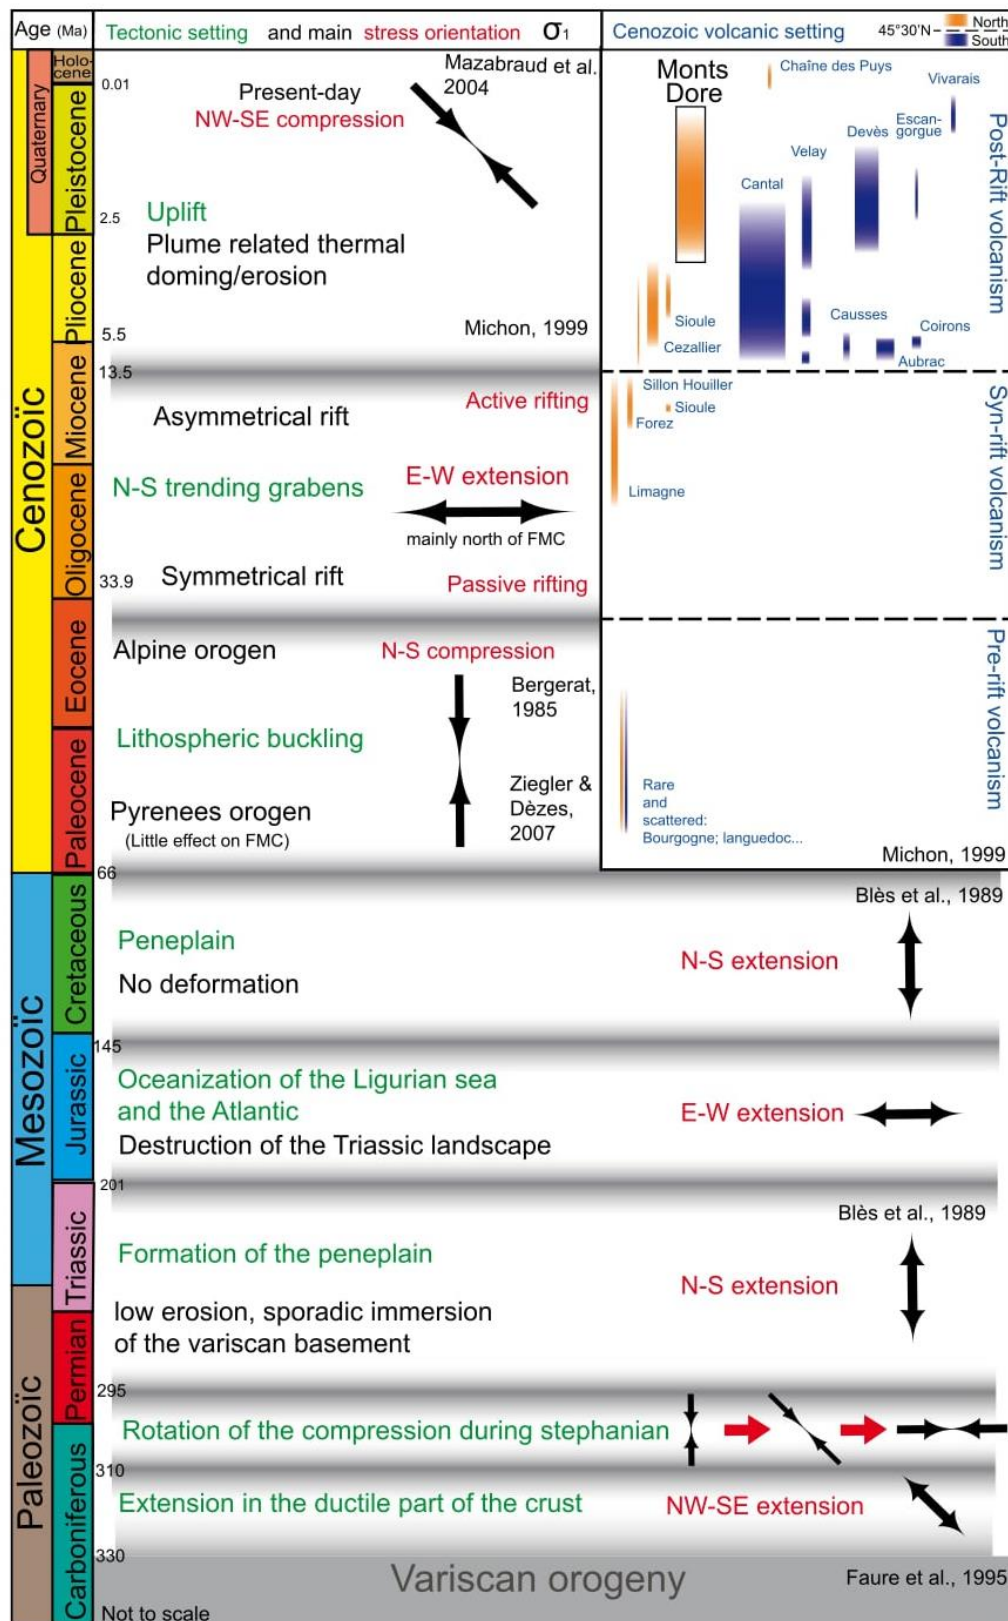 Age (Ma)
Tectonic setting and main stress orientation σ1
Cenozoic volcanic setting
45°30'N
North
South
Cenozoïc
Mesozoïc
Paleozoïc
Quaternary
Holo-
cene
Pleistocene
Pliocene
Miocene
Oligocene
Eocene
Paleocene
Cretaceous
Jurassic
Triassic
Permian
Carboniferous
0.01
2.5
5.5
13.5
33.9
66
145
201
295
310
330
Mazabraud et al.
2004
Present-day
NW-SE compression
Uplift
Plume related thermal
doming/erosion
Michon, 1999
Asymmetrical rift
Active rifting
N-S trending grabens
E-W extension
mainly north of FMC
Symmetrical rift
Passive rifting
Alpine orogen
N-S compression
Bergerat,
1985
Lithospheric buckling
Ziegler &
Dèzes,
2007
Pyrenees orogen
(Little effect on FMC)
Monts
Dore
Chaîne des Puys
Vivarais
Escan-
gorgue
Devès
Velay
Cantal
Sioule
Cezallier
Causses
Coirons
Aubrac
Post-Rift volcanism
Sillon Houiller
Sioule
Forez
Limagne
Syn-rift volcanism
Rare
and
scattered:
Bourgogne; languedoc...
Pre-rift volcanism
Michon, 1999
Blès et al., 1989
Peneplain
No deformation
N-S extension
Oceanization of the Ligurian sea
and the Atlantic
Destruction of the Triassic landscape
E-W extension
Blès et al., 1989
Formation of the peneplain
N-S extension
low erosion, sporadic immersion
of the variscan basement
Rotation of the compression during stephanian
Extension in the ductile part of the crust
NW-SE extension
Variscan orogeny
Faure et al., 1995
Not to scale